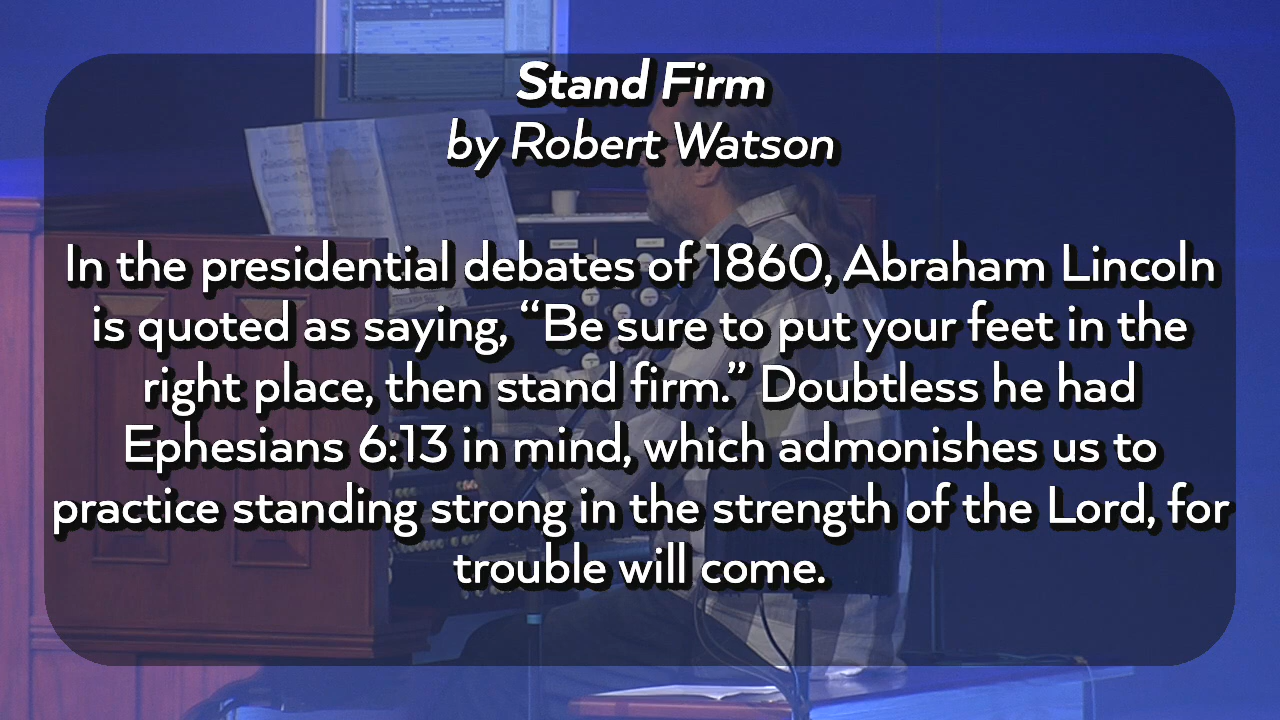 Stand Firm
by Robert Watson
In the presidential debates of 1860, Abraham Lincoln
is quoted as saying, “Be sure to put your feet in the
right place, then stand firm.” Doubtless he had
Ephesians 6:13 in mind, which admonishes us to
practice standing strong in the strength of the Lord, for
trouble will come.